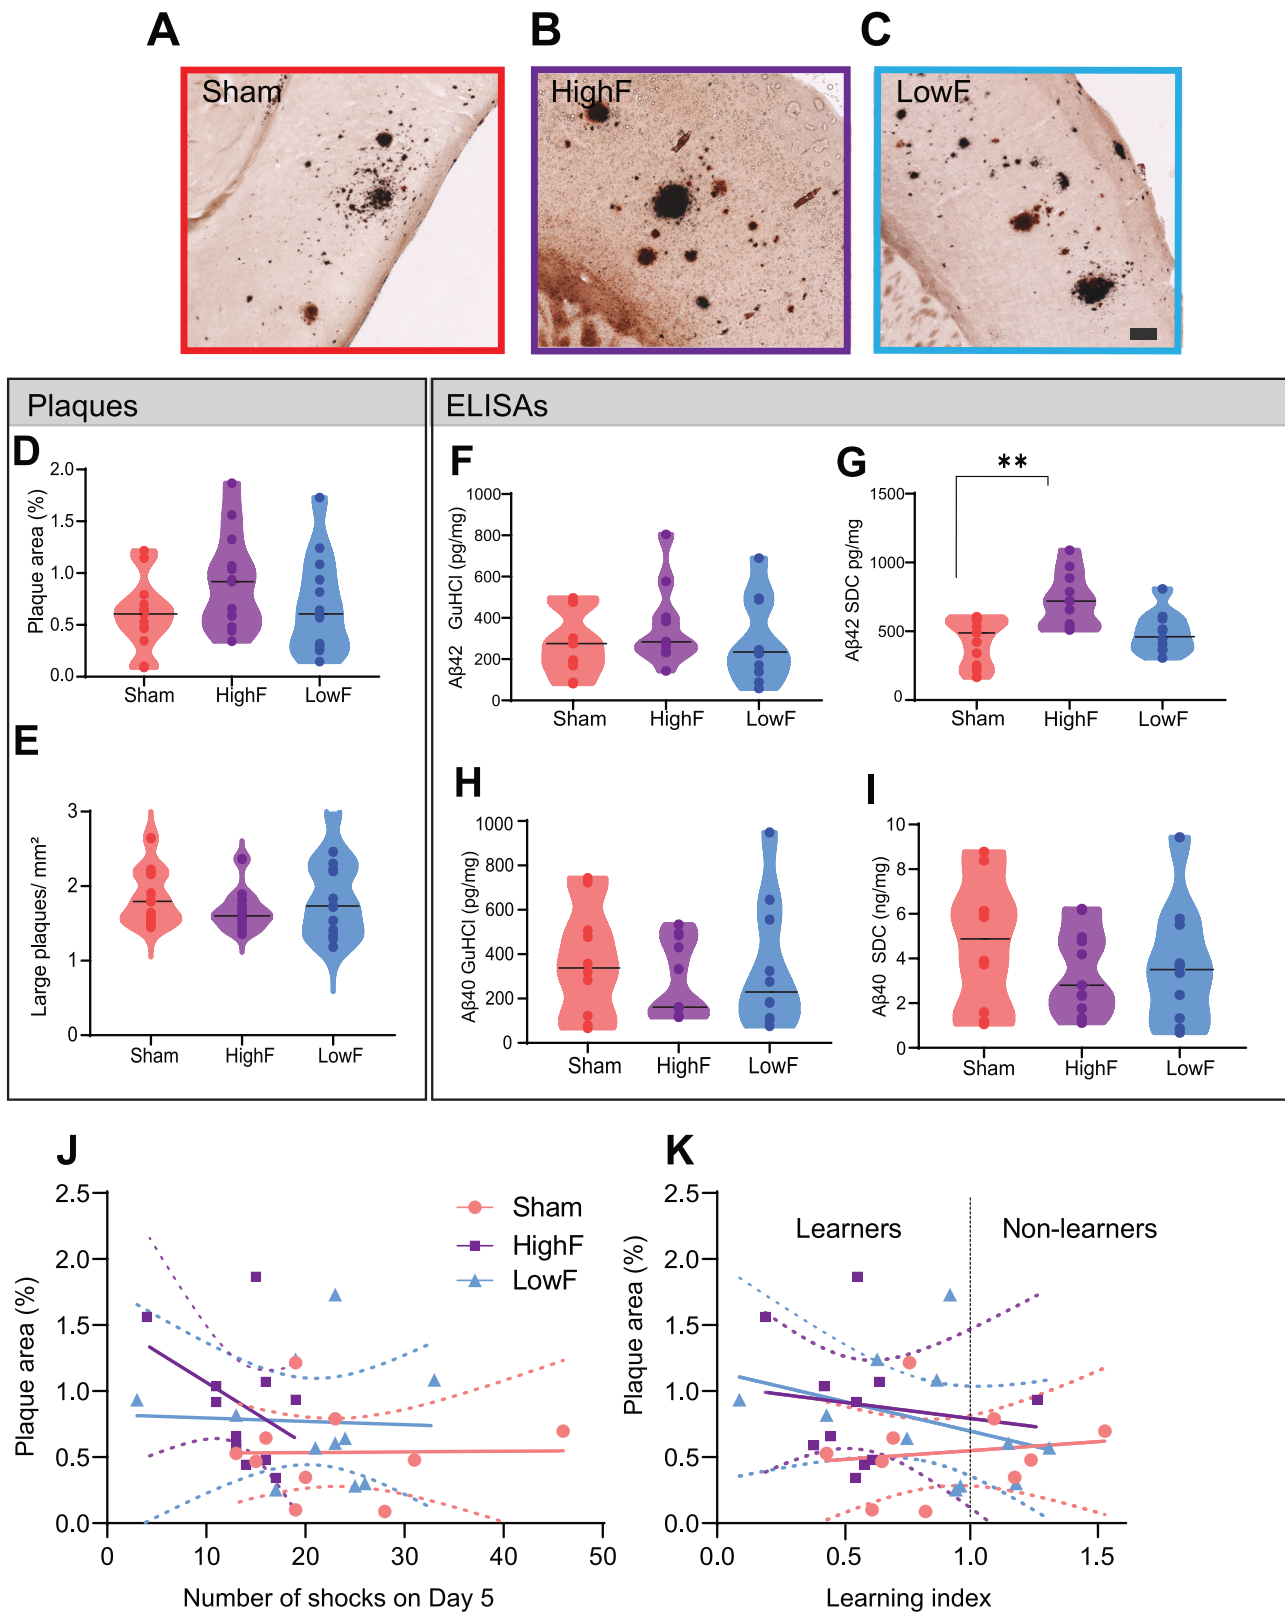 A B C
Sham HighF LowF
Plaques ELISAs
D
Plaque area (%)
2.0
1.5
1.0
0.5
0.0
Sham HighF LowF
E
Large plaques/ mm²
3
2
1
0
Sham HighF LowF
F
Aβ42 GuHCl (pg/mg)
1000
800
600
400
200
0
Sham HighF LowF
G
**
Aβ42 SDC pg/mg
1500
1000
500
0
Sham HighF LowF
H
Aβ40 GuHCl (pg/mg)
1000
800
600
400
200
0
Sham HighF LowF
I
Aβ40 SDC (ng/mg)
10
8
6
4
2
0
Sham HighF LowF
J
Plaque area (%)
2.5
2.0
1.5
1.0
0.5
0.0
0 10 20 30 40 50
Number of shocks on Day 5
Sham
HighF
LowF
K
Plaque area (%)
2.5
2.0
1.5
1.0
0.5
0.0
Learners Non-learners
0.0 0.5 1.0 1.5
Learning index